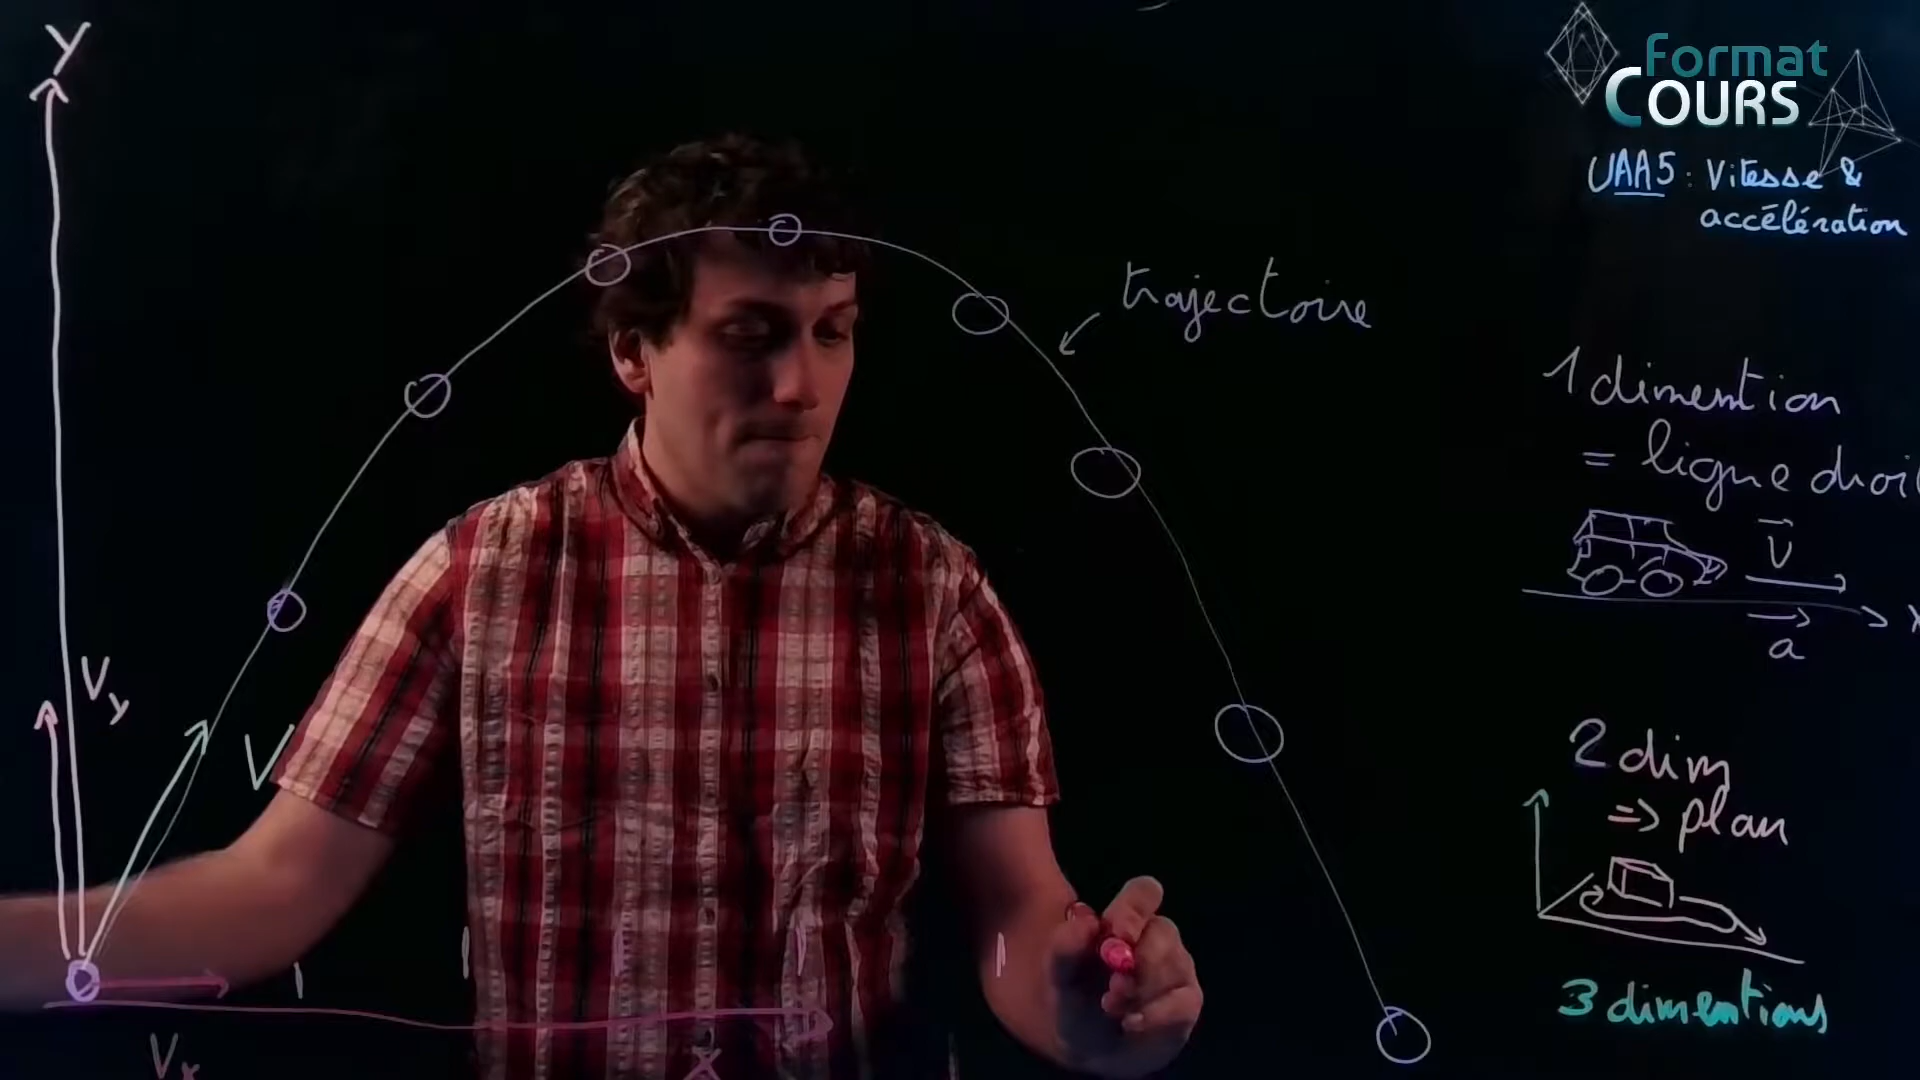 Y
Format
Cours
UAA5 : Vitesse &
accélération
trajectoire
1 dimention
= ligne droi
V
a
x
Vy
V
2 dim
=> plan
3 dimentions
Vx
X